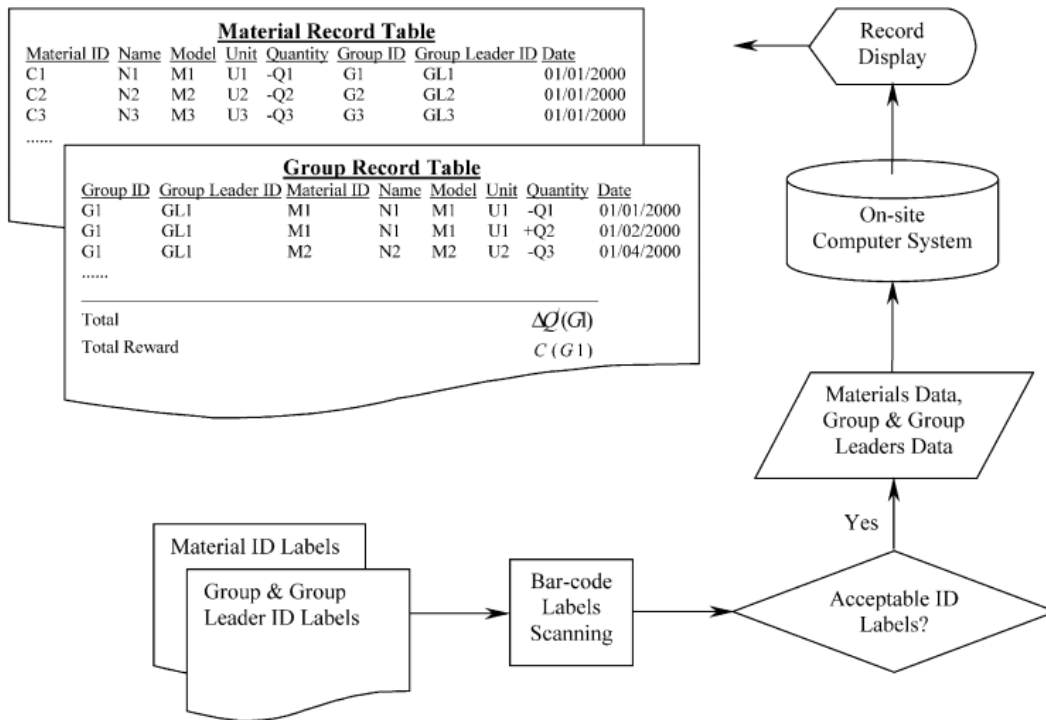 Material Record Table
Material ID Name Model Unit Quantity Group ID Group Leader ID Date
C1 N1 M1 U1 -Q1 G1 GL1 01/01/2000
C2 N2 M2 U2 -Q2 G2 GL2 01/01/2000
C3 N3 M3 U3 -Q3 G3 GL3 01/01/2000
......
Group Record Table
Group ID Group Leader ID Material ID Name Model Unit Quantity Date
G1 GL1 M1 N1 M1 U1 -Q1 01/01/2000
G1 GL1 M1 N1 M1 U1 +Q2 01/02/2000
G1 GL1 M2 N2 M2 U2 -Q3 01/04/2000
......
Total ΔQ(G1)
Total Reward C (G 1)
Record
Display
On-site
Computer System
Materials Data,
Group & Group
Leaders Data
Yes
Material ID Labels
Group & Group
Leader ID Labels
Bar-code
Labels
Scanning
Acceptable ID
Labels?